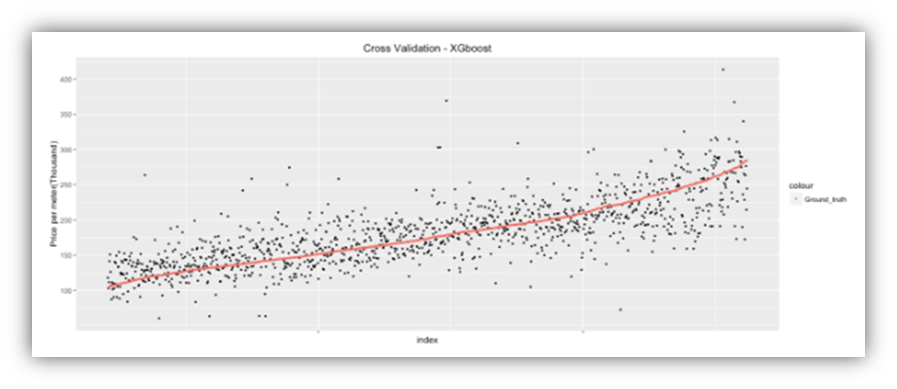 Cross Validation - XGboost
Price per meter(Thousand)
400
350
300
250
200
150
100
index
colour
Ground_truth